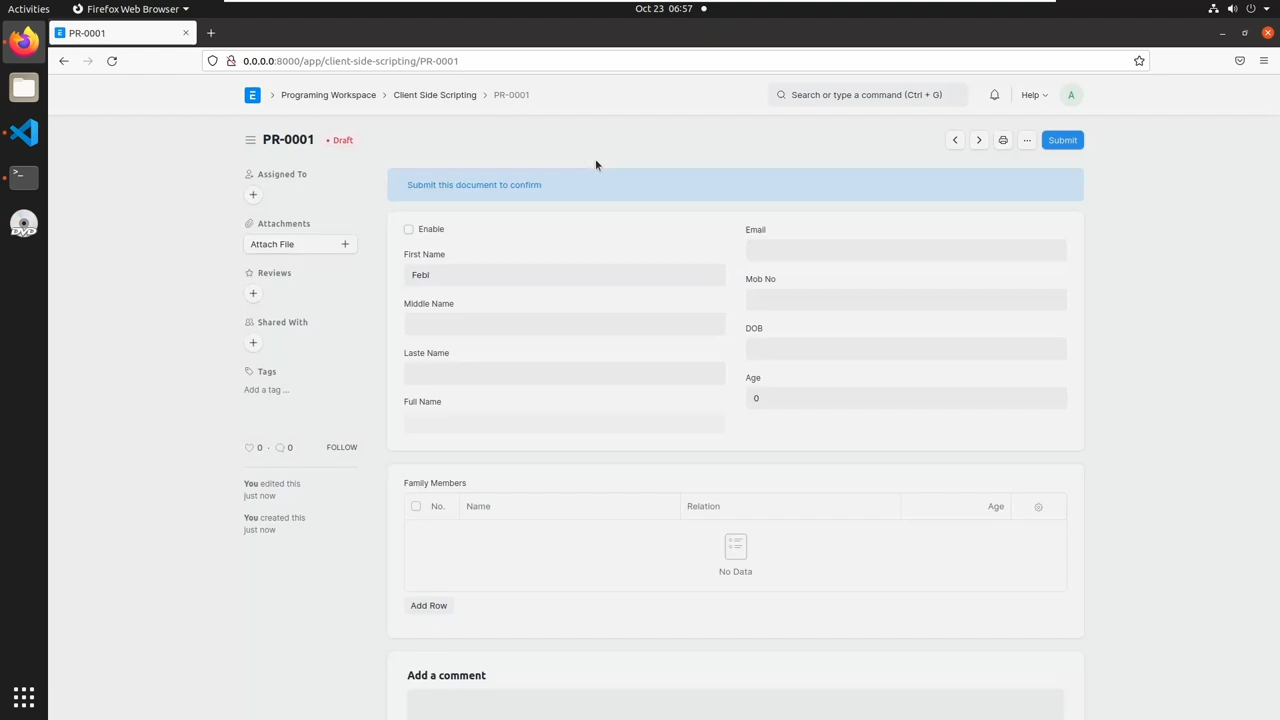 Activities
Firefox Web Browser
Oct 23 06:57
PR-0001
0.0.0.0:8000/app/client-side-scripting/PR-0001
Programing Workspace
Client Side Scripting
PR-0001
Search or type a command (Ctrl + G)
Help
A
PR-0001
Draft
...
Submit
Assigned To
Submit this document to confirm
Attachments
Attach File
Reviews
Shared With
Tags
Add a tag ...
0 · 0
FOLLOW
You edited this
just now
You created this
just now
Enable
First Name
Febl
Middle Name
Laste Name
Full Name
Email
Mob No
DOB
Age
0
Family Members
No.
Name
Relation
Age
No Data
Add Row
Add a comment
DVD